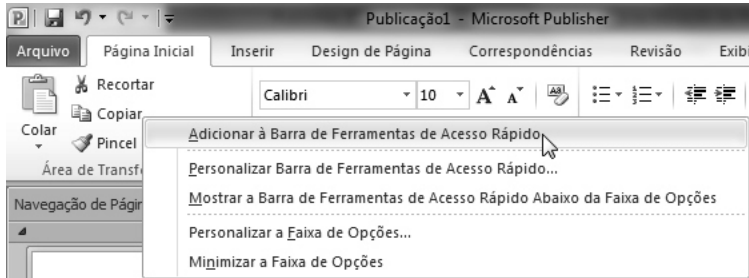 Publicação1 - Microsoft Publisher
Arquivo Página Inicial Inserir Design de Página Correspondências Revisão Exibi
Recortar
Calibri 10 A A
Copiar
Colar
Adicionar à Barra de Ferramentas de Acesso Rápido
Pincel
Personalizar Barra de Ferramentas de Acesso Rápido...
Área de Transf
Mostrar a Barra de Ferramentas de Acesso Rápido Abaixo da Faixa de Opções
Navegação de Págin
Personalizar a Faixa de Opções...
Minimizar a Faixa de Opções